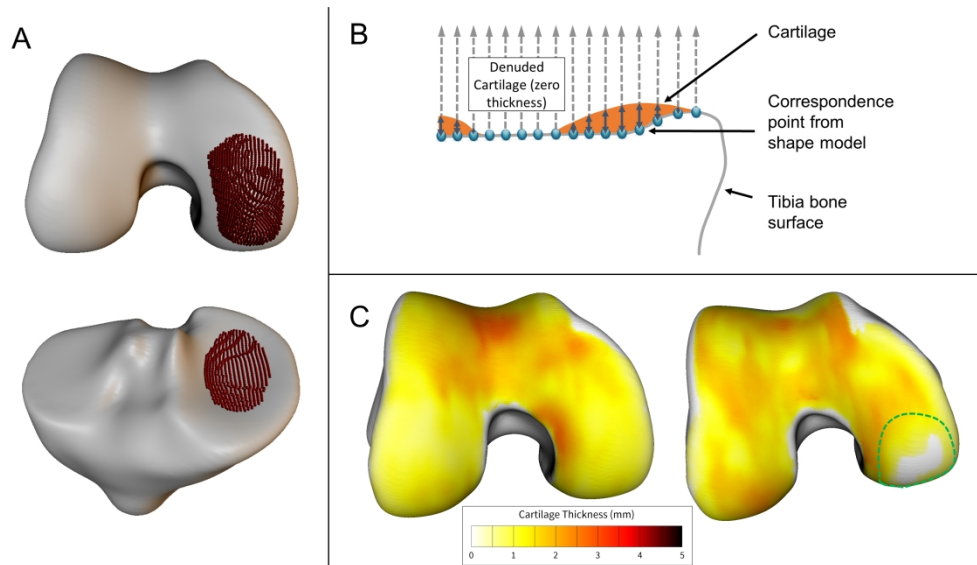 A
B
Denuded
Cartilage (zero
thickness)
Cartilage
Correspondence
point from
shape model
Tibia bone
surface
C
Cartilage Thickness (mm)
0 1 2 3 4 5